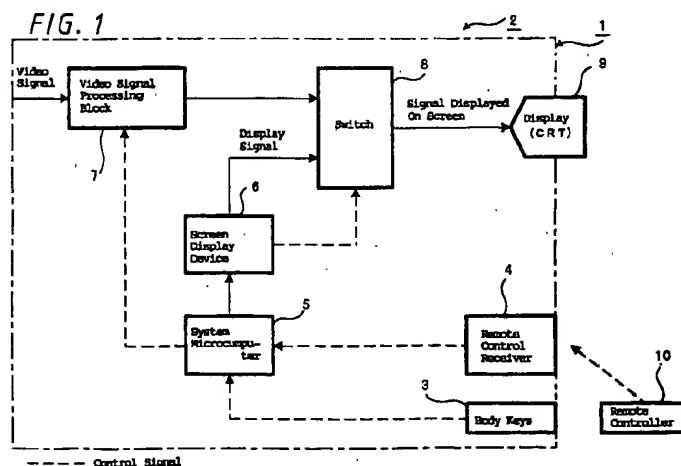 FIG. 1
2
1
Video
Signal
Video Signal
Processing
Block
7
8
Switch
Signal Displayed
On Screen
9
Display
(CRT)
Display
Signal
6
Screen
Display
Device
5
System
Microcomputer
4
Remote
Control
Receiver
3
Body Keys
10
Remote
Controller
Control Signal